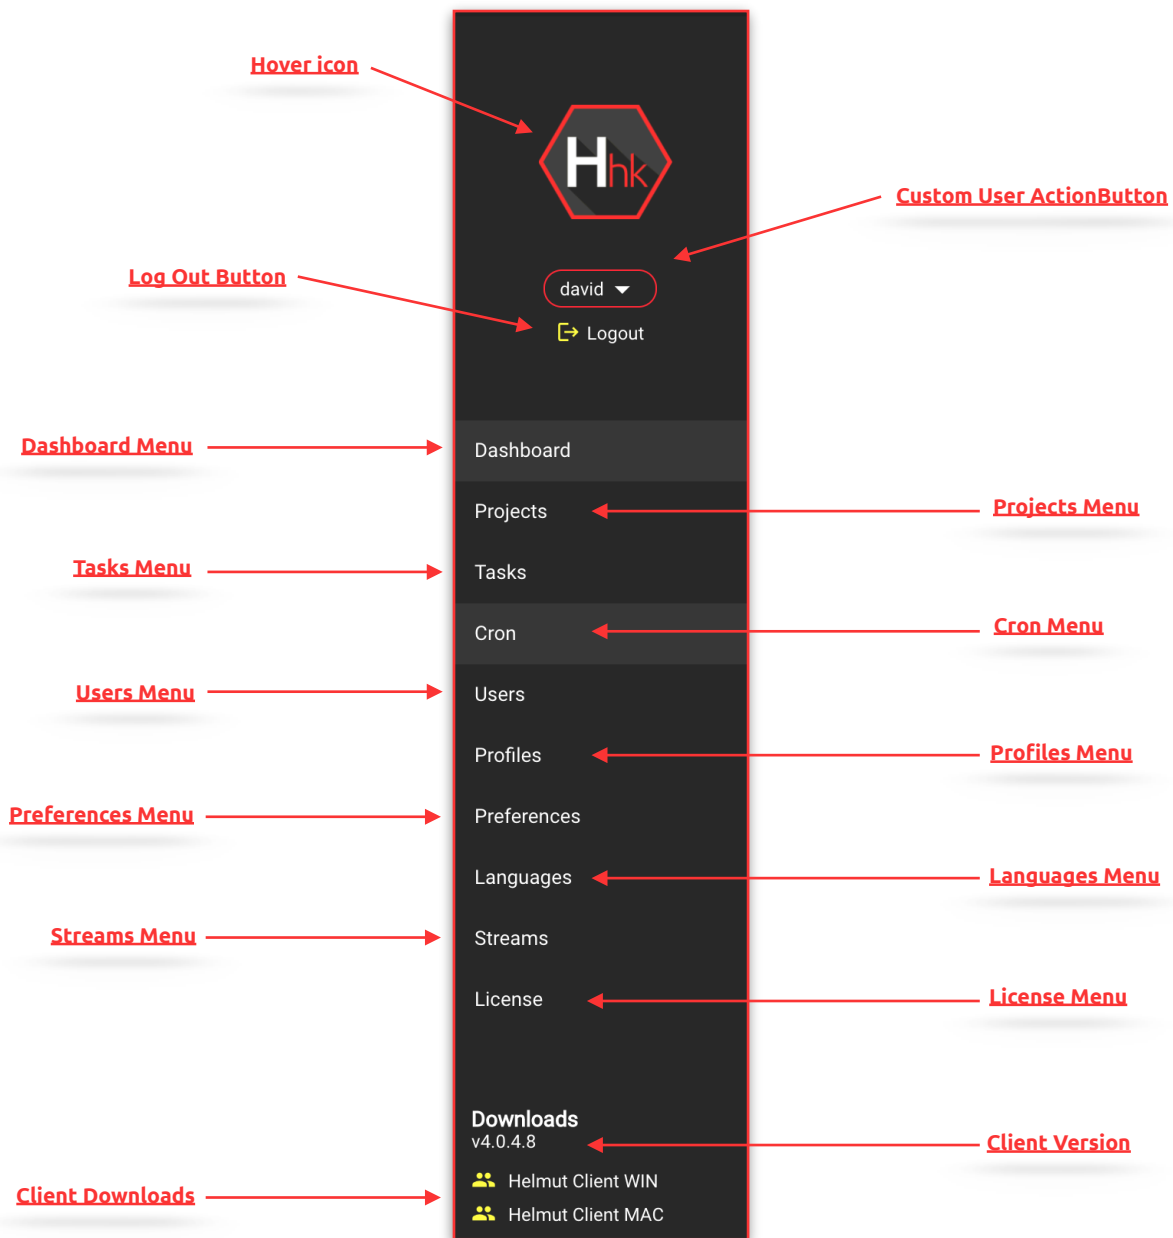 Hover icon
Hhk
Custom User ActionButton
Log Out Button
david
Logout
Dashboard Menu
Dashboard
Projects
Projects Menu
Tasks Menu
Tasks
Cron
Cron Menu
Users Menu
Users
Profiles
Profiles Menu
Preferences Menu
Preferences
Languages
Languages Menu
Streams Menu
Streams
License
License Menu
Downloads
v4.0.4.8
Client Version
Client Downloads
Helmut Client WIN
Helmut Client MAC